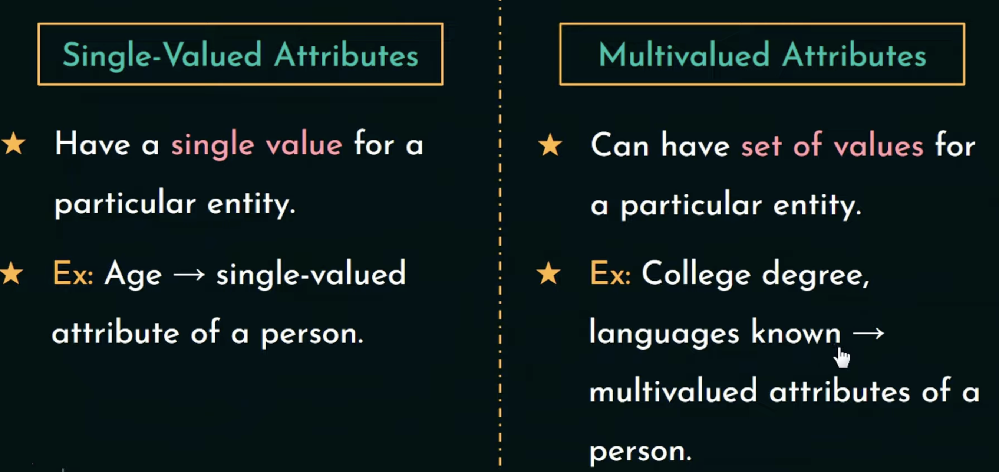 Single-Valued Attributes
Have a single value for a
particular entity.
Ex: Age → single-valued
attribute of a person.
Multivalued Attributes
Can have set of values for
a particular entity.
Ex: College degree,
languages known →
multivalued attributes of a
person.